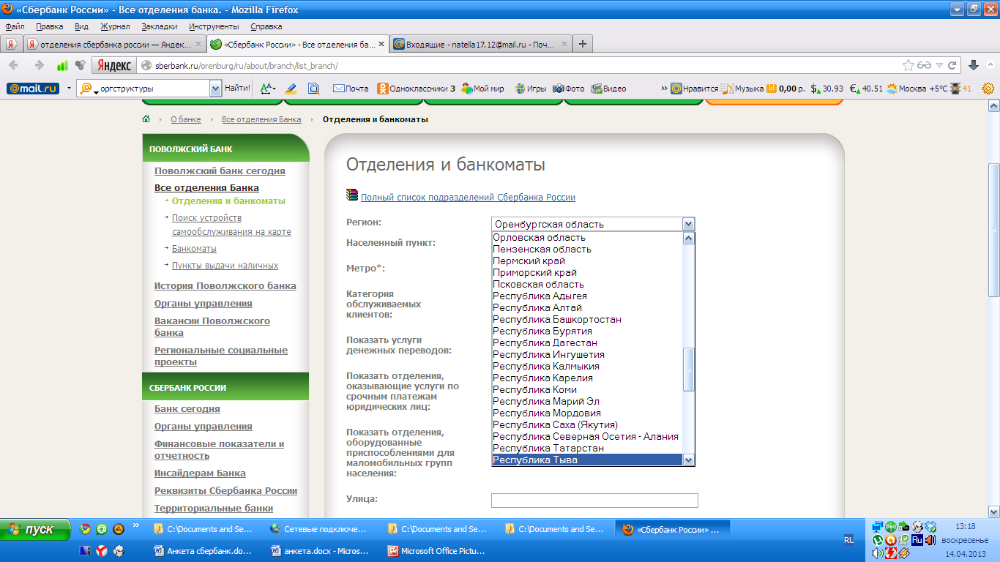 «Сбербанк России» - Все отделения банка. - Mozilla Firefox
Файл Правка Вид Журнал Закладки Инструменты Справка
отделения сбербанка россии — Яндек...
«Сбербанк России» - Все отделения ба...
Входящие - natella17.12@mail.ru - Поч...
Яндекс
sberbank.ru/orenburg/ru/about/branch/list_branch/
@mail.ru
оргструктуры
Найти!
Почта
Одноклассники 3
Мой мир
Игры
Фото
Видео
»
Нравится
Музыка
0,00 р.
$ 30.93
€ 40.51
Москва +5°C
41
О банке
Все отделения Банка
Отделения и банкоматы
ПОВОЛЖСКИЙ БАНК
Поволжский банк сегодня
Все отделения Банка
Отделения и банкоматы
Поиск устройств
самообслуживания на карте
Банкоматы
Пункты выдачи наличных
История Поволжского банка
Органы управления
Вакансии Поволжского
банка
Региональные социальные
проекты
СБЕРБАНК РОССИИ
Банк сегодня
Органы управления
Финансовые показатели и
отчетность
Инсайдерам Банка
Реквизиты Сбербанка России
Территориальные банки
Отделения и банкоматы
Полный список подразделений Сбербанка России
Регион:
Оренбургская область
Населенный пункт:
Метро*:
Категория
обслуживаемых
клиентов:
Показать услуги
денежных переводов:
Показать отделения,
оказывающие услуги по
срочным платежам
юридических лиц:
Показать отделения,
оборудованные
приспособлениями для
маломобильных групп
населения:
Улица:
Орловская область
Пензенская область
Пермский край
Приморский край
Псковская область
Республика Адыгея
Республика Алтай
Республика Башкортостан
Республика Бурятия
Республика Дагестан
Республика Ингушетия
Республика Калмыкия
Республика Карелия
Республика Коми
Республика Марий Эл
Республика Мордовия
Республика Саха (Якутия)
Республика Северная Осетия - Алания
Республика Татарстан
Республика Тыва
пуск
»
C:\Documents and Se...
Сетевые подключе...
C:\Documents and Se...
C:\Documents and Se...
«Сбербанк России» ...
Анкета сбербанк.do...
анкета.docx - Micros...
Microsoft Office Pictu...
RU
Ru
13:18
воскресенье
14.04.2013